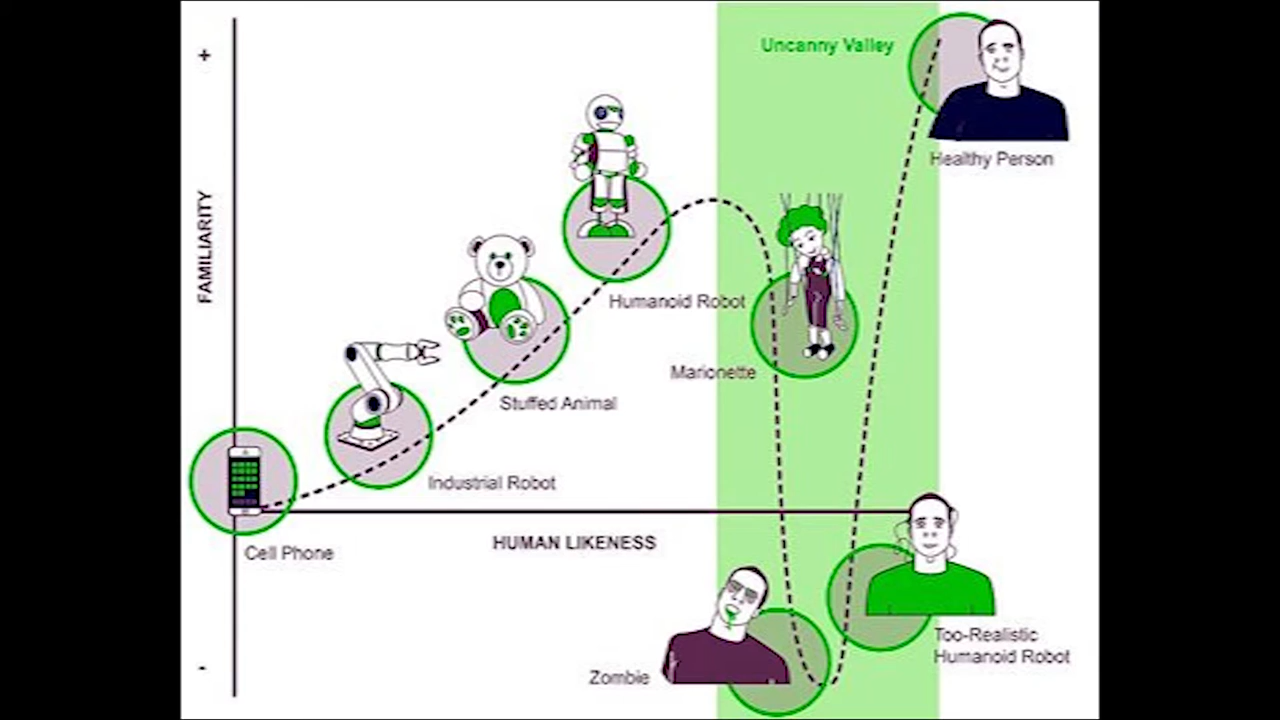 Uncanny Valley
+
Healthy Person
FAMILIARITY
Humanoid Robot
Marionette
Stuffed Animal
Industrial Robot
Cell Phone
HUMAN LIKENESS
Too-Realistic
Humanoid Robot
-
Zombie